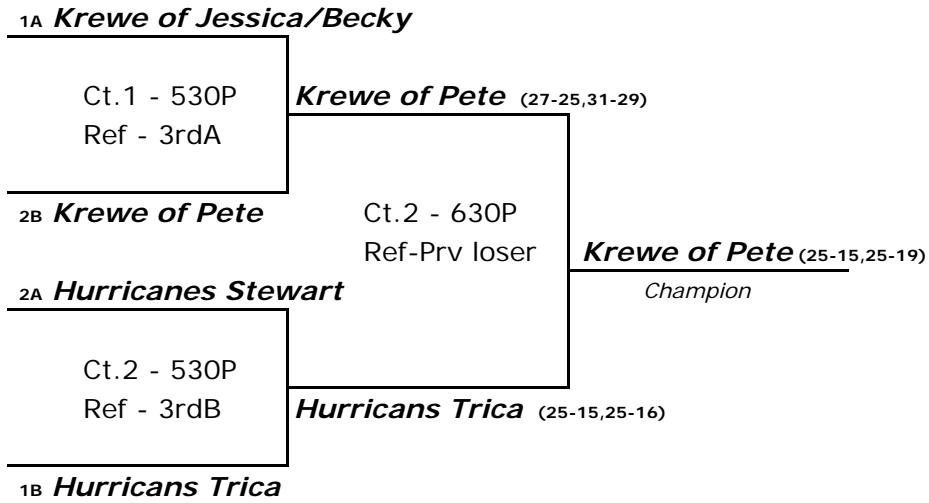 1A Krewe of Jessica/Becky
Ct.1 - 530P
Ref - 3rdA
Krewe of Pete (27-25,31-29)
2B Krewe of Pete
Ct.2 - 630P
Ref-Prv loser
Krewe of Pete (25-15,25-19)
Champion
2A Hurricanes Stewart
Ct.2 - 530P
Ref - 3rdB
Hurricans Trica (25-15,25-16)
1B Hurricans Trica